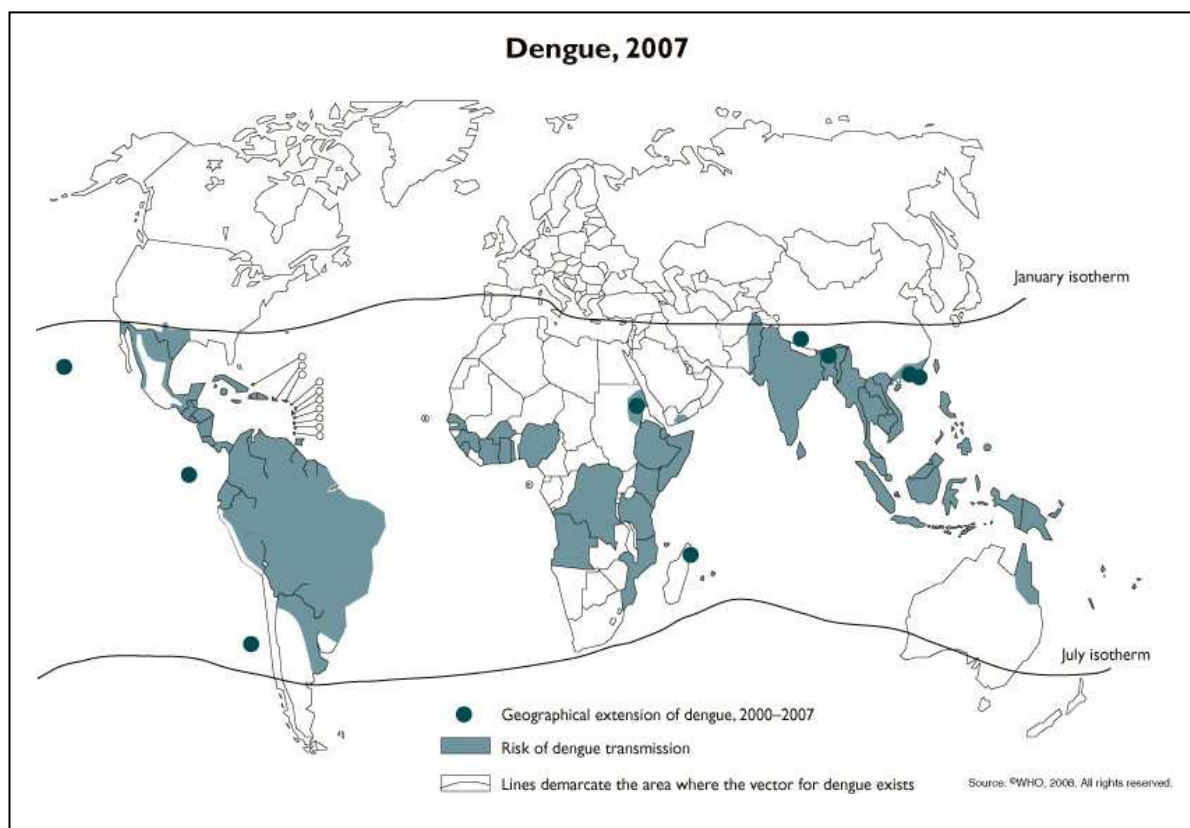 Dengue, 2007
January isotherm
July isotherm
Geographical extension of dengue, 2000–2007
Risk of dengue transmission
Lines demarcate the area where the vector for dengue exists
Source: ©WHO, 2008. All rights reserved.